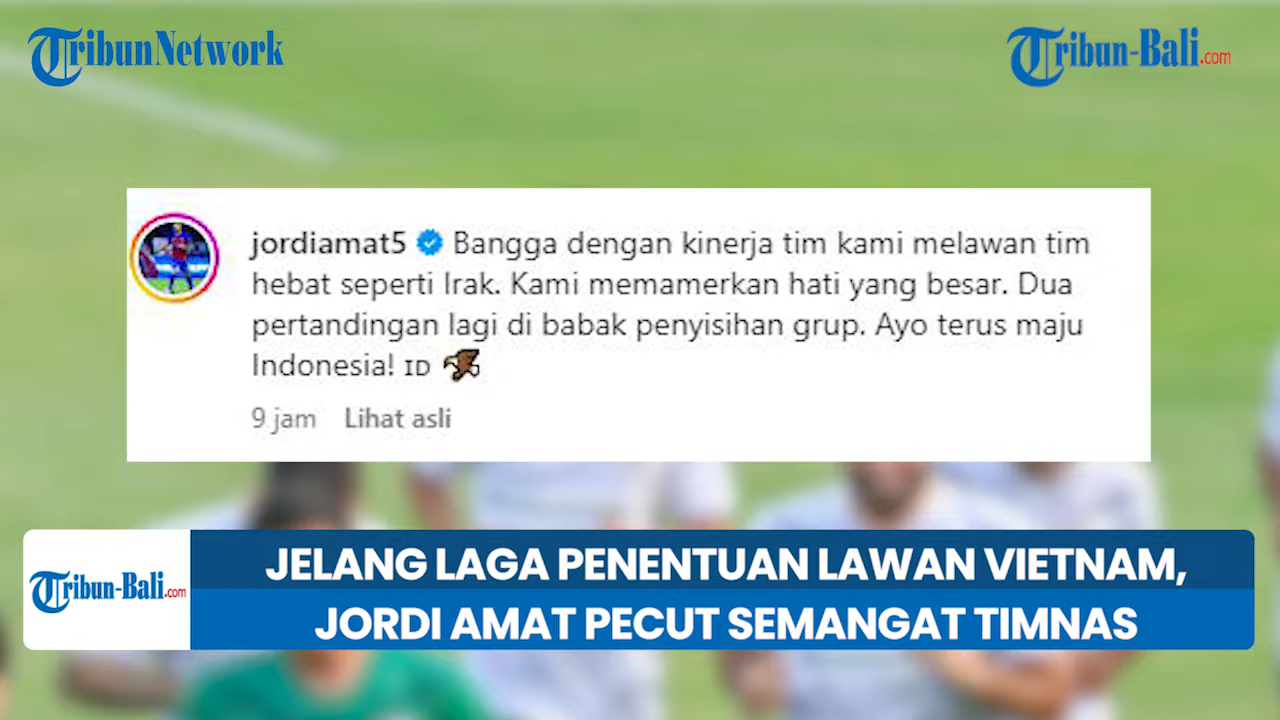 TribunNetwork
Tribun-Bali.com
jordiamat5 Bangga dengan kinerja tim kami melawan tim
hebat seperti Irak. Kami memamerkan hati yang besar. Dua
pertandingan lagi di babak penyisihan grup. Ayo terus maju
Indonesia! ID
9 jam Lihat asli
Tribun-Bali.com
JELANG LAGA PENENTUAN LAWAN VIETNAM,
JORDI AMAT PECUT SEMANGAT TIMNAS